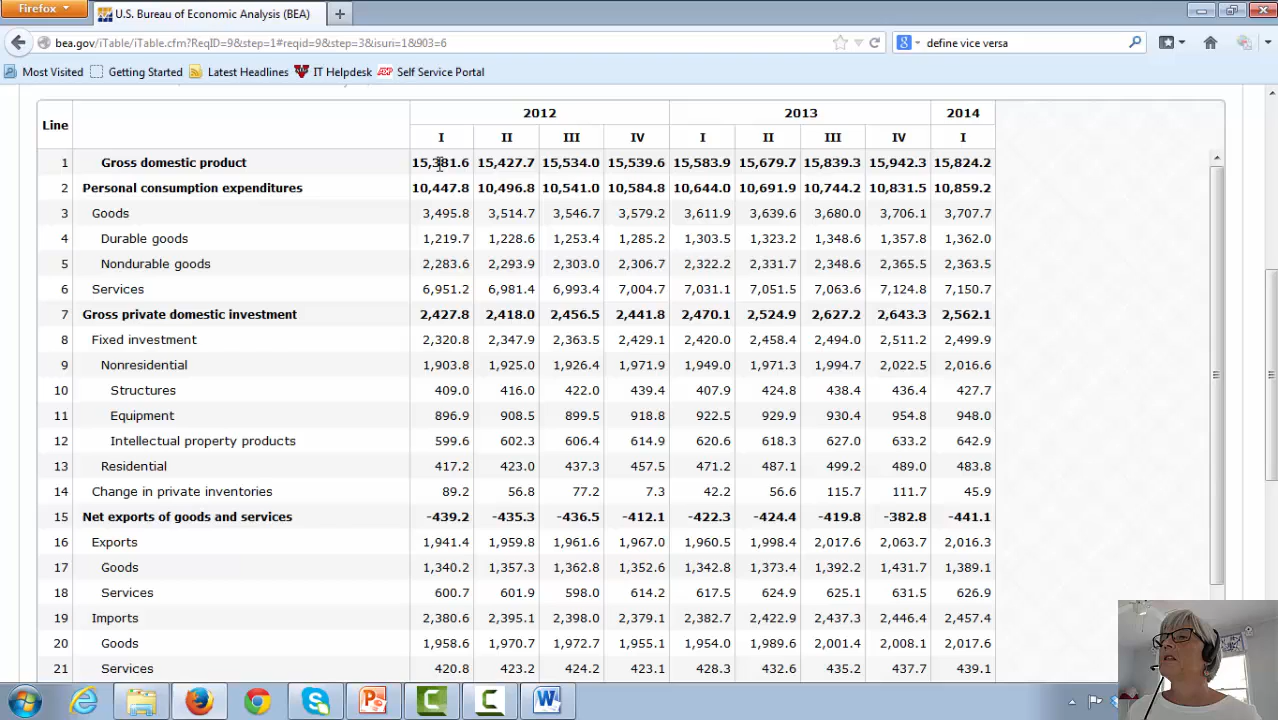 Firefox
U.S. Bureau of Economic Analysis (BEA)
bea.gov/iTable/iTable.cfm?ReqID=9&step=1#reqid=9&step=3&isuri=1&903=6
define vice versa
Most Visited Getting Started Latest Headlines IT Helpdesk Self Service Portal
Line 2012 2013 2014
I II III IV I II III IV I
1 Gross domestic product 15,381.6 15,427.7 15,534.0 15,539.6 15,583.9 15,679.7 15,839.3 15,942.3 15,824.2
2 Personal consumption expenditures 10,447.8 10,496.8 10,541.0 10,584.8 10,644.0 10,691.9 10,744.2 10,831.5 10,859.2
3 Goods 3,495.8 3,514.7 3,546.7 3,579.2 3,611.9 3,639.6 3,680.0 3,706.1 3,707.7
4 Durable goods 1,219.7 1,228.6 1,253.4 1,285.2 1,303.5 1,323.2 1,348.6 1,357.8 1,362.0
5 Nondurable goods 2,283.6 2,293.9 2,303.0 2,306.7 2,322.2 2,331.7 2,348.6 2,365.5 2,363.5
6 Services 6,951.2 6,981.4 6,993.4 7,004.7 7,031.1 7,051.5 7,063.6 7,124.8 7,150.7
7 Gross private domestic investment 2,427.8 2,418.0 2,456.5 2,441.8 2,470.1 2,524.9 2,627.2 2,643.3 2,562.1
8 Fixed investment 2,320.8 2,347.9 2,363.5 2,429.1 2,420.0 2,458.4 2,494.0 2,511.2 2,499.9
9 Nonresidential 1,903.8 1,925.0 1,926.4 1,971.9 1,949.0 1,971.3 1,994.7 2,022.5 2,016.6
10 Structures 409.0 416.0 422.0 439.4 407.9 424.8 438.4 436.4 427.7
11 Equipment 896.9 908.5 899.5 918.8 922.5 929.9 930.4 954.8 948.0
12 Intellectual property products 599.6 602.3 606.4 614.9 620.6 618.3 627.0 633.2 642.9
13 Residential 417.2 423.0 437.3 457.5 471.2 487.1 499.2 489.0 483.8
14 Change in private inventories 89.2 56.8 77.2 7.3 42.2 56.6 115.7 111.7 45.9
15 Net exports of goods and services -439.2 -435.3 -436.5 -412.1 -422.3 -424.4 -419.8 -382.8 -441.1
16 Exports 1,941.4 1,959.8 1,961.6 1,967.0 1,960.5 1,998.4 2,017.6 2,063.7 2,016.3
17 Goods 1,340.2 1,357.3 1,362.8 1,352.6 1,342.8 1,373.4 1,392.2 1,431.7 1,389.1
18 Services 600.7 601.9 598.0 614.2 617.5 624.9 625.1 631.5 626.9
19 Imports 2,380.6 2,395.1 2,398.0 2,379.1 2,382.7 2,422.9 2,437.3 2,446.4 2,457.4
20 Goods 1,958.6 1,970.7 1,972.7 1,955.1 1,954.0 1,989.6 2,001.4 2,008.1 2,017.6
21 Services 420.8 423.2 424.2 423.1 428.3 432.6 435.2 437.7 439.1